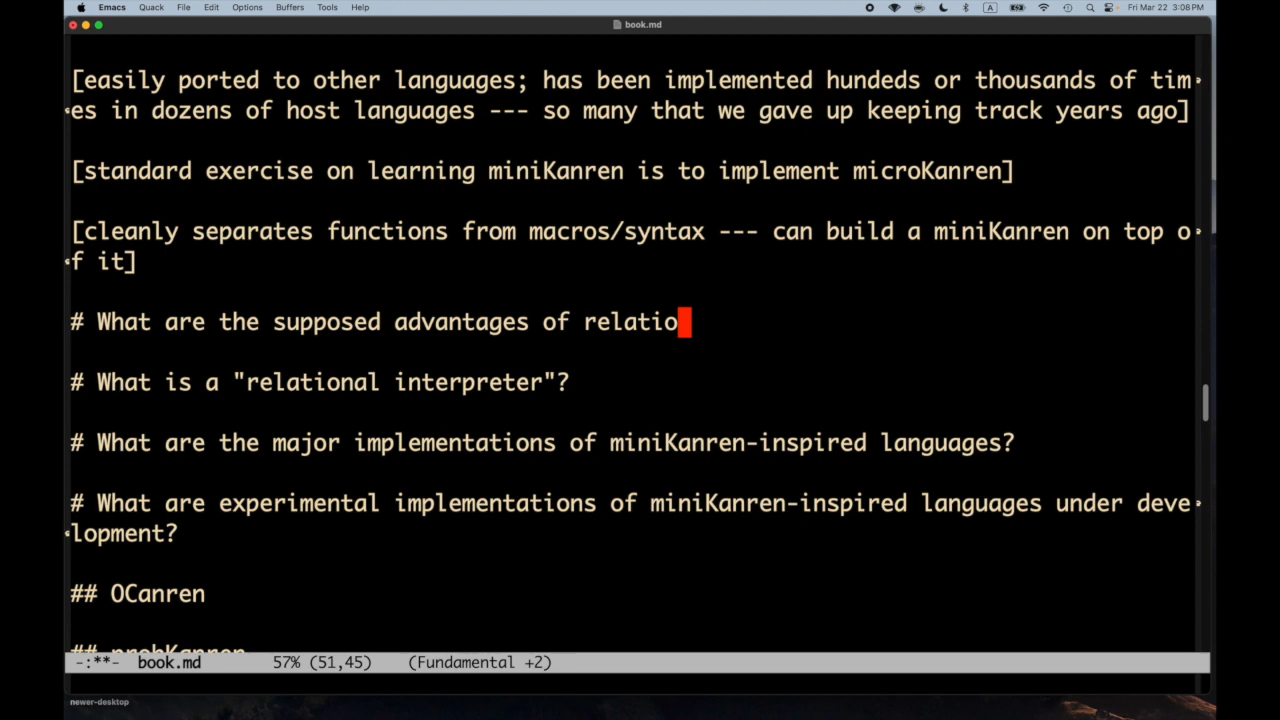 Emacs Quack File Edit Options Buffers Tools Help A Fri Mar 22 3:08 PM
book.md
[easily ported to other languages; has been implemented hundeds or thousands of tim
es in dozens of host languages --- so many that we gave up keeping track years ago]
[standard exercise on learning miniKanren is to implement microKanren]
[cleanly separates functions from macros/syntax --- can build a miniKanren on top o
f it]
# What are the supposed advantages of relatio
# What is a "relational interpreter"?
# What are the major implementations of miniKanren-inspired languages?
# What are experimental implementations of miniKanren-inspired languages under deve
lopment?
## OCanren
## probKanren
-:**- book.md 57% (51,45) (Fundamental +2)
newer-desktop